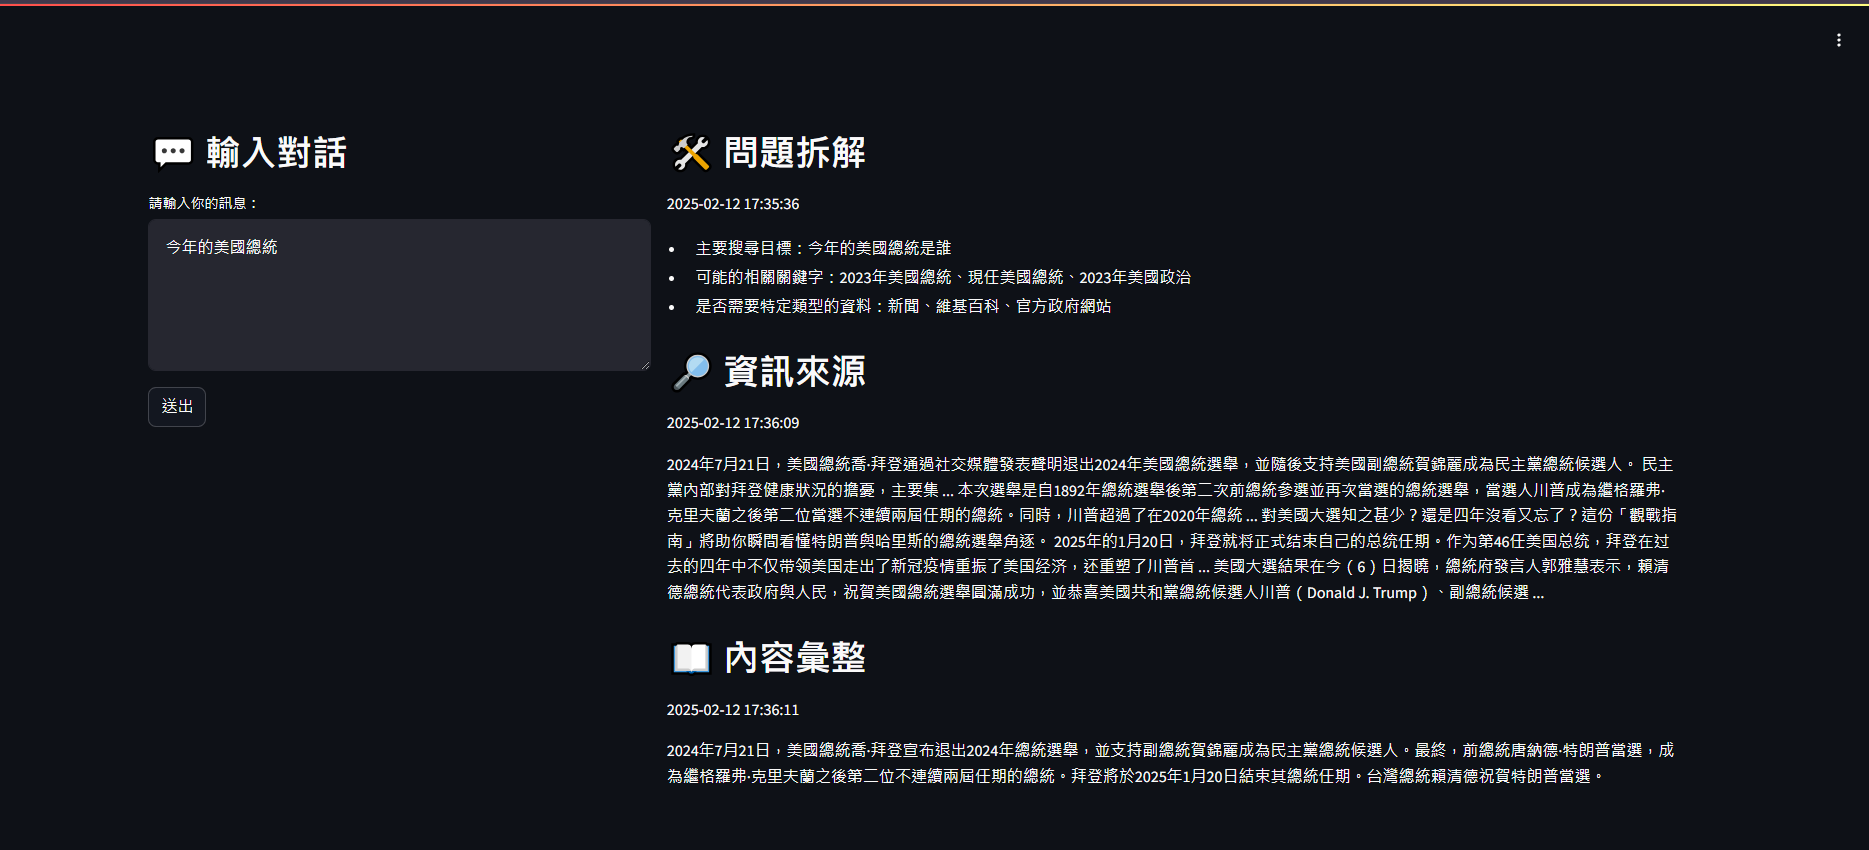 輸入對話
請輸入你的訊息：
今年的美國總統
送出
問題拆解
2025-02-12 17:35:36
• 主要搜尋目標：今年的美國總統是誰
• 可能的相關關鍵字：2023年美國總統、現任美國總統、2023年美國政治
• 是否需要特定類型的資料：新聞、維基百科、官方政府網站
資訊來源
2025-02-12 17:36:09
2024年7月21日，美國總統喬·拜登通過社交媒體發表聲明退出2024年美國總統選舉，並隨後支持美國副總統賀錦麗成為民主黨總統候選人。 民主
黨內部對拜登健康狀況的擔憂，主要集 ... 本次選舉是自1892年總統選舉後第二次前總統參選並再次當選的總統選舉，當選人川普成為繼格羅弗·
克里夫蘭之後第二位當選不連續兩屆任期的總統。同時，川普超過了在2020年總統 ... 對美國大選知之甚少？還是四年沒看又忘了？這份「觀戰指
南」將助你瞬間看懂特朗普與哈里斯的總統選舉角逐。 2025年的1月20日，拜登就将正式结束自己的总统任期。作为第46任美国总统，拜登在过
去的四年中不仅带领美国走出了新冠疫情重振了美国经济，还重塑了川普首 ... 美國大選結果在今（6）日揭曉，總統府發言人郭雅慧表示，賴清
德總統代表政府與人民，祝賀美國總統選舉圓滿成功，並恭喜美國共和黨總統候選人川普（Donald J. Trump）、副總統候選 ...
內容彙整
2025-02-12 17:36:11
2024年7月21日，美國總統喬·拜登宣布退出2024年總統選舉，並支持副總統賀錦麗成為民主黨總統候選人。最終，前總統唐納德·特朗普當選，成
為繼格羅弗·克里夫蘭之後第二位不連續兩屆任期的總統。拜登將於2025年1月20日結束其總統任期。台灣總統賴清德祝賀特朗普當選。